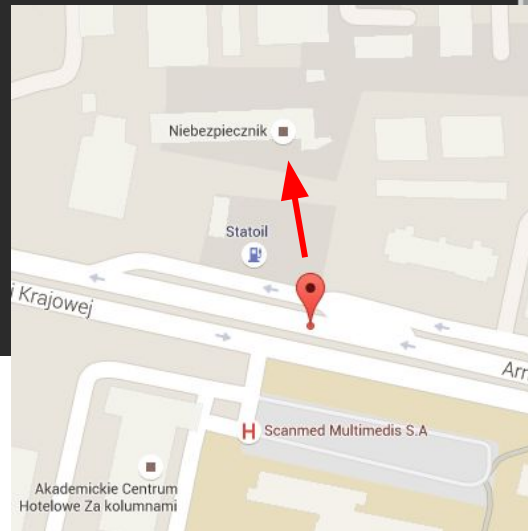 Niebezpiecznik
Statoil
i Krajowej
Arm
H Scanmed Multimedis S.A
Akademickie Centrum
Hotelowe Za kolumnami